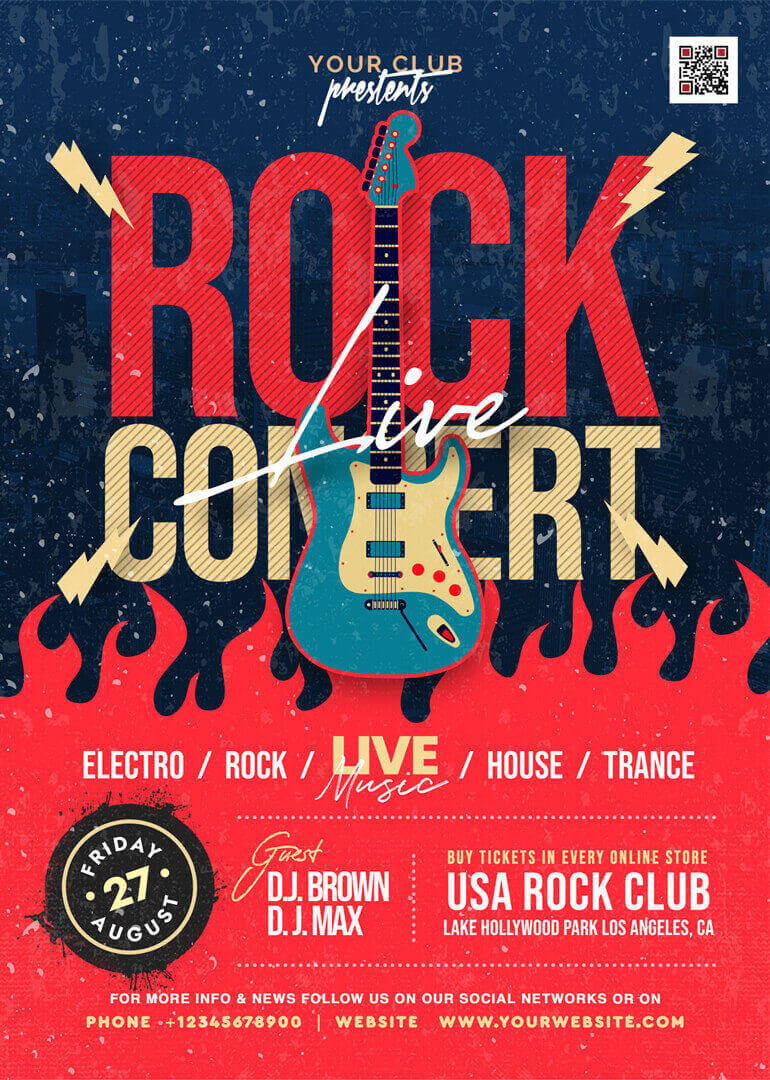 YOUR CLUB
prestents
ROCK
Live
CONCERT
ELECTRO / ROCK / LIVE Music / HOUSE / TRANCE
FRIDAY
27
AUGUST
Guest
D.J. BROWN
D.J. MAX
BUY TICKETS IN EVERY ONLINE STORE
USA ROCK CLUB
LAKE HOLLYWOOD PARK LOS ANGELES, CA
FOR MORE INFO & NEWS FOLLOW US ON OUR SOCIAL NETWORKS OR ON
PHONE +12345678900 | WEBSITE WWW.YOURWEBSITE.COM